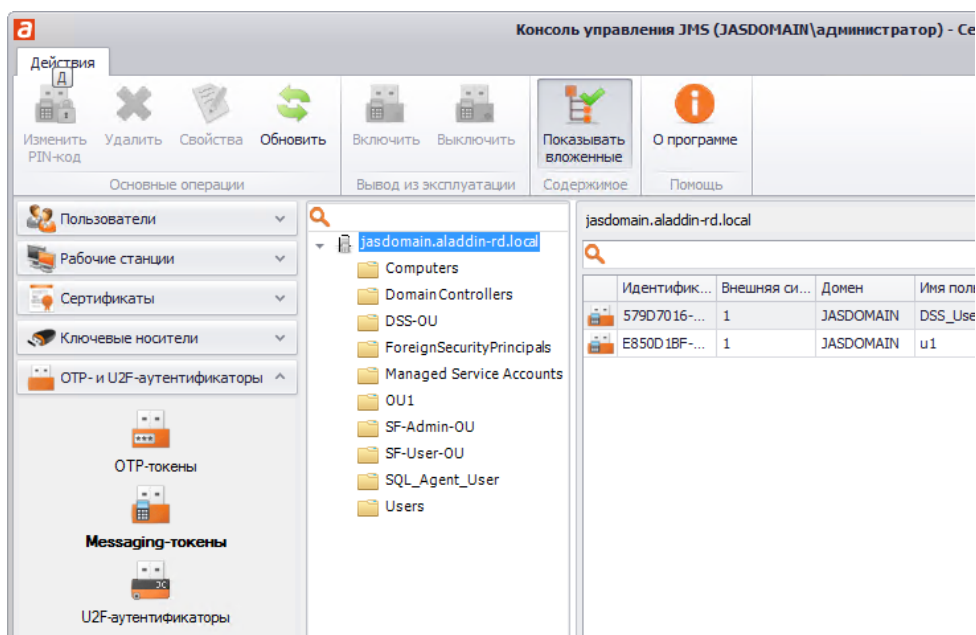 Консоль управления JMS (JASDOMAIN\администратор) - Се
Действия
Д
Изменить PIN-код
Удалить
Свойства
Обновить
Включить
Выключить
Показывать вложенные
О программе
Основные операции
Вывод из эксплуатации
Содержимое
Помощь
Пользователи
Рабочие станции
Сертификаты
Ключевые носители
OTP- и U2F-аутентификаторы
OTP-токены
Messaging-токены
U2F-аутентификаторы
jasdomain.aladdin-rd.local
Computers
Domain Controllers
DSS-OU
ForeignSecurityPrincipals
Managed Service Accounts
OU1
SF-Admin-OU
SF-User-OU
SQL_Agent_User
Users
jasdomain.aladdin-rd.local
Идентифик... Внешняя си... Домен Имя поль
579D7016-... 1 JASDOMAIN DSS_Use
E850D1BF-... 1 JASDOMAIN u1